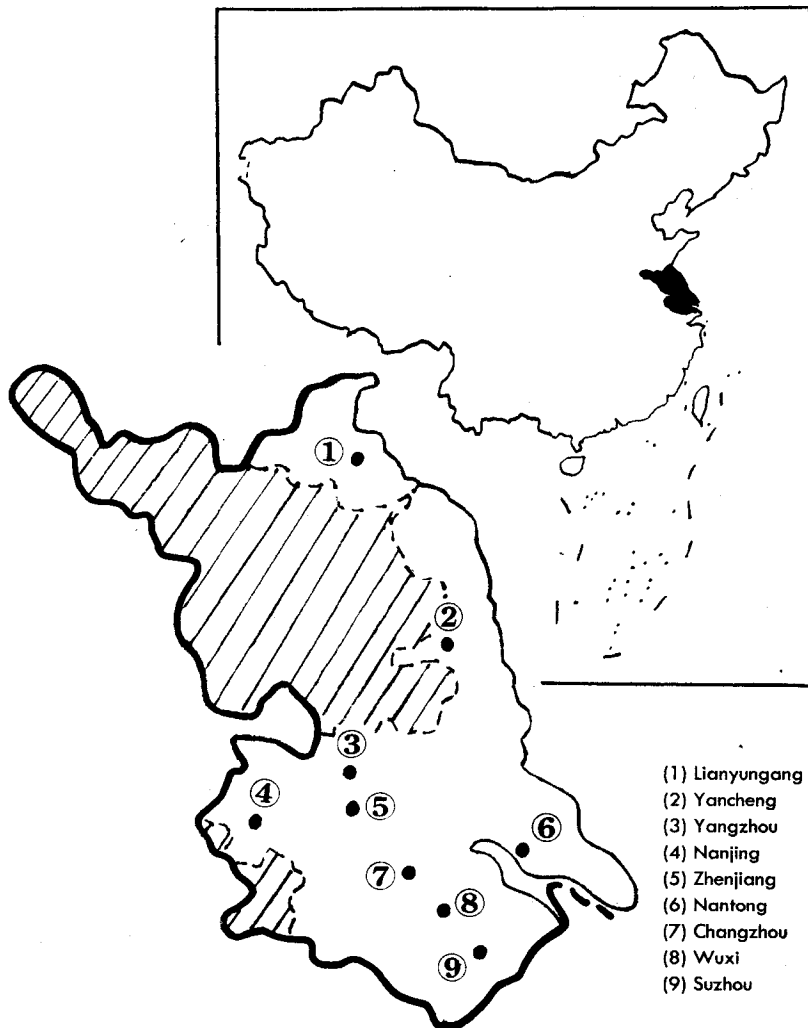 ①
②
③
④
⑤
⑥
⑦
⑧
⑨
(1) Lianyungang
(2) Yancheng
(3) Yangzhou
(4) Nanjing
(5) Zhenjiang
(6) Nantong
(7) Changzhou
(8) Wuxi
(9) Suzhou